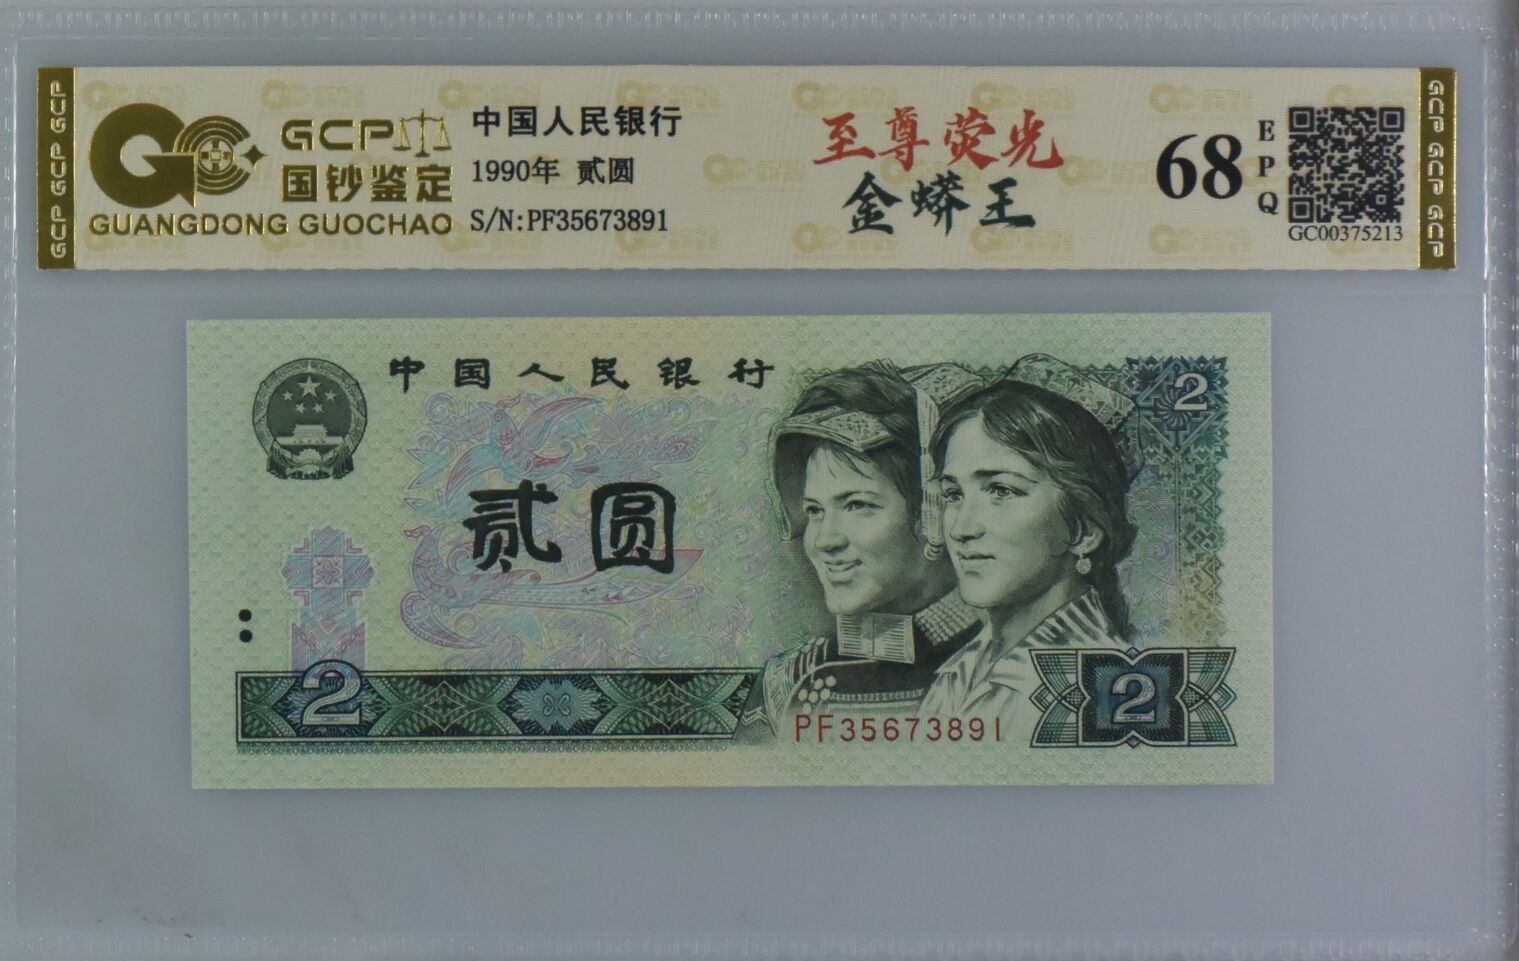 GCP GCP GCP
GCP
国钞鉴定
GUANGDONG GUOCHAO
中国人民银行
1990年 贰圆
S/N:PF35673891
至尊荧光
金蟒王
68
EPQ
GC00375213
GCP GCP GCP
中国人民银行
贰圆
2
2
2
PF35673891